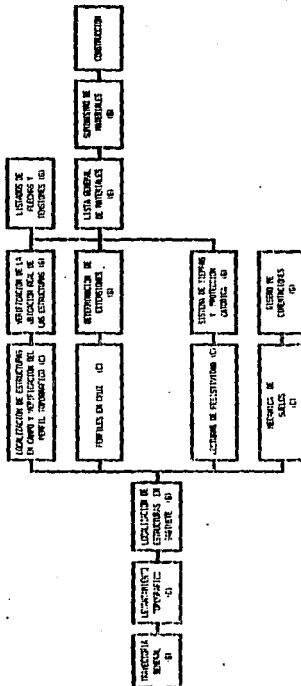 TRAYECTORIA
GENERAL
(G)
LEVANTAMIENTO
TOPOGRAFICO
(C)
LOCALIZACION DE
ESTRUCTURAS EN
GABINETE (G)
LOCALIZACION DE ESTRUCTURAS
EN CAMPO Y VERIFICACION DEL
PERFIL TOPOGRAFICO (C)
VERIFICACION DE LA
UBICACION REAL DE
LAS ESTRUCTURAS (G)
LISTADOS DE
FLECHAS Y
TENSIONES (G)
PERFILES EN CRUZ (C)
DETERMINACION DE
EXTENSIONES
(G)
LISTA GENERAL
DE MATERIALES
(G)
SUMINISTRO DE
MATERIALES
(G)
CONSTRUCCION
LECTURAS DE RESISTIVIDAD (C)
SISTEMA DE TIERRAS
Y PROTECCION
CATODICA (G)
MECANICA DE
SUELOS
(C)
DISEÑO DE
CIMENTACIONES
(G)